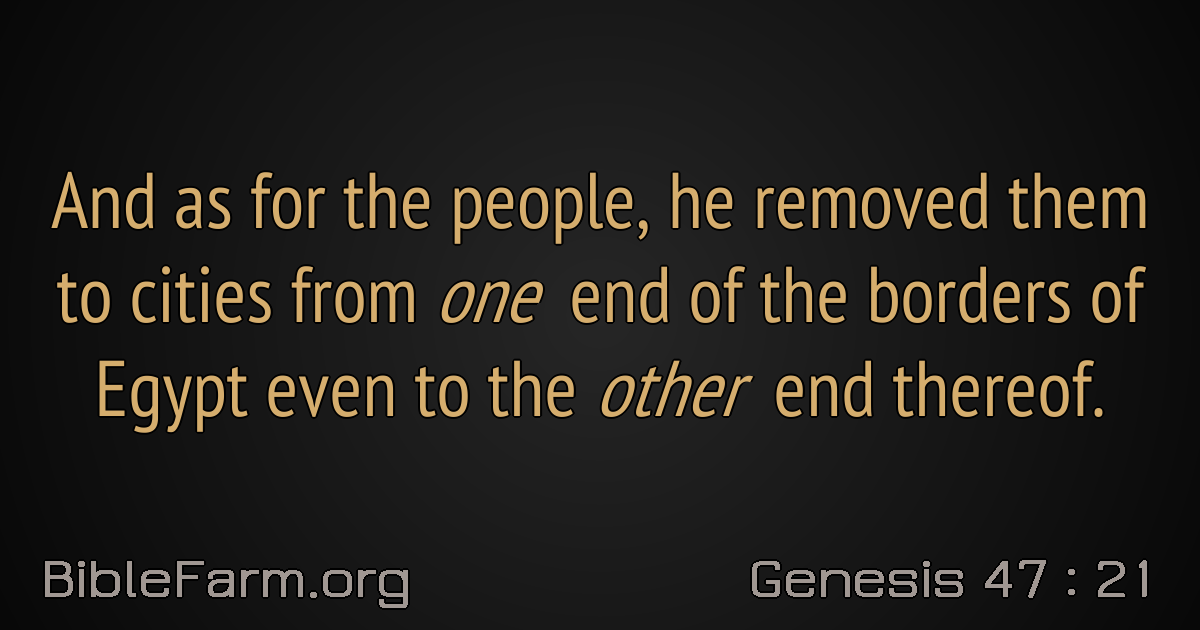 And as for the people, he removed them
to cities from one end of the borders of
Egypt even to the other end thereof.
BibleFarm.org
Genesis 47 : 21